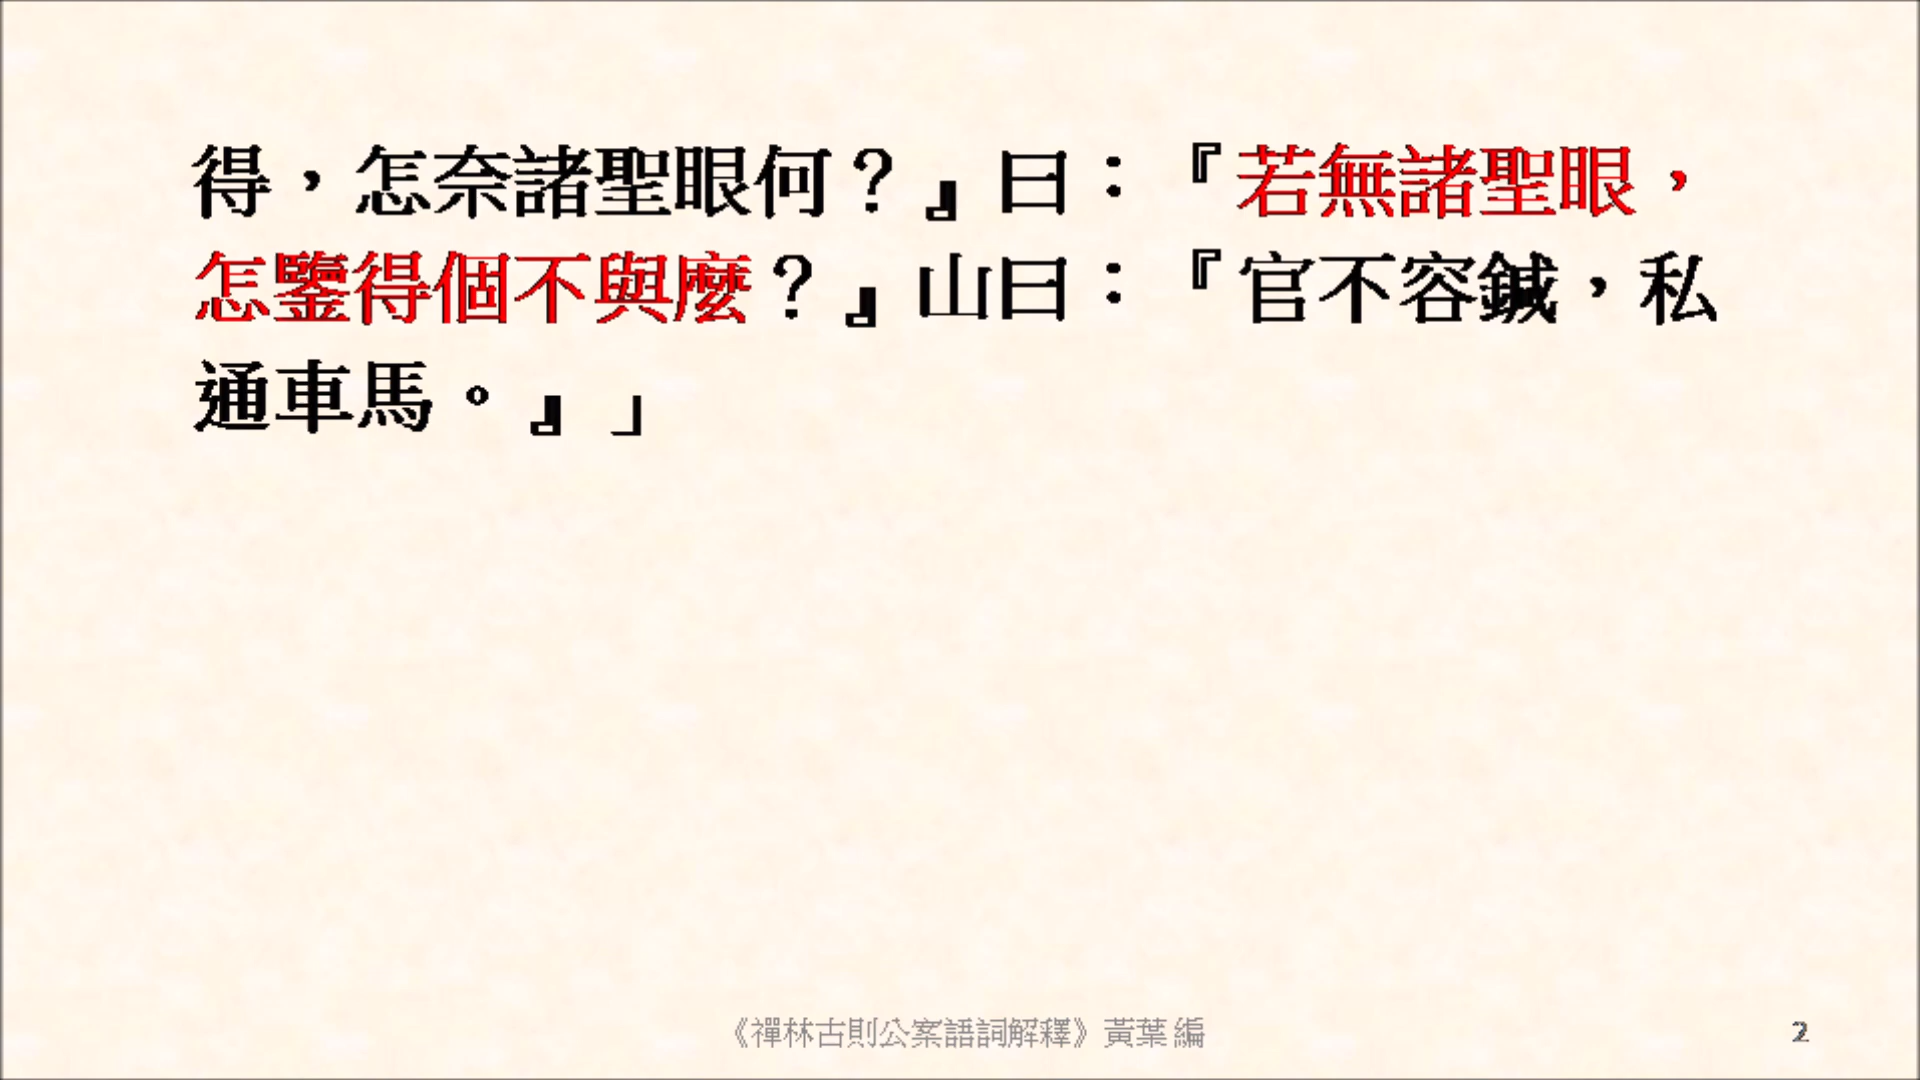 得，怎奈諸聖眼何？』曰：『若無諸聖眼，
怎鑒得個不與麼？』山曰：『官不容鍼，私
通車馬。』」
《禪林古則公案語詞解釋》黃葉 編
2